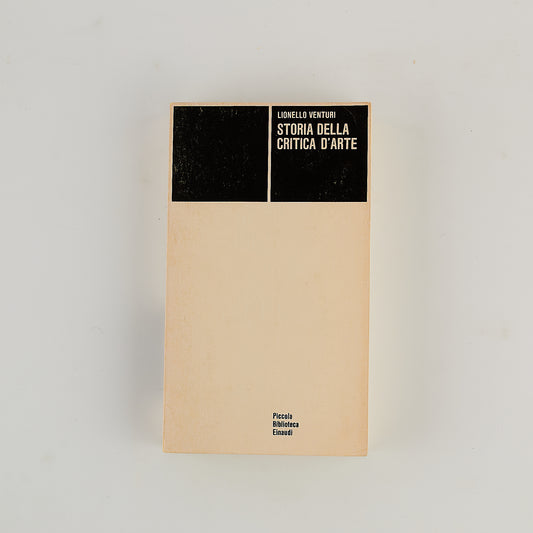 LIONELLO VENTURI
STORIA DELLA
CRITICA D'ARTE
Piccola
Biblioteca
Einaudi